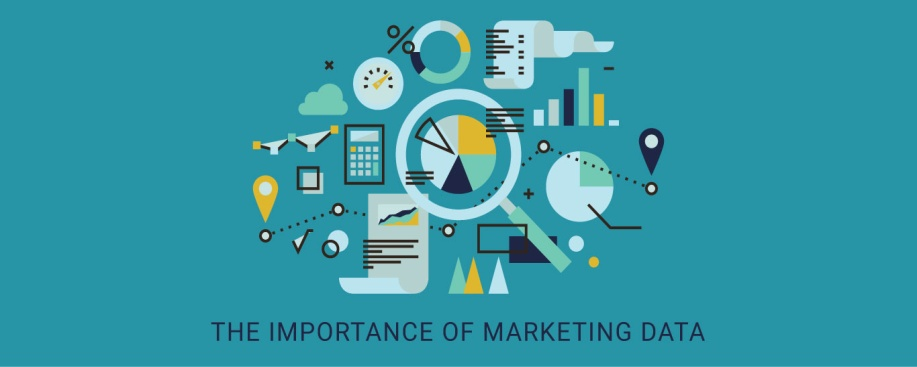 %
THE IMPORTANCE OF MARKETING DATA